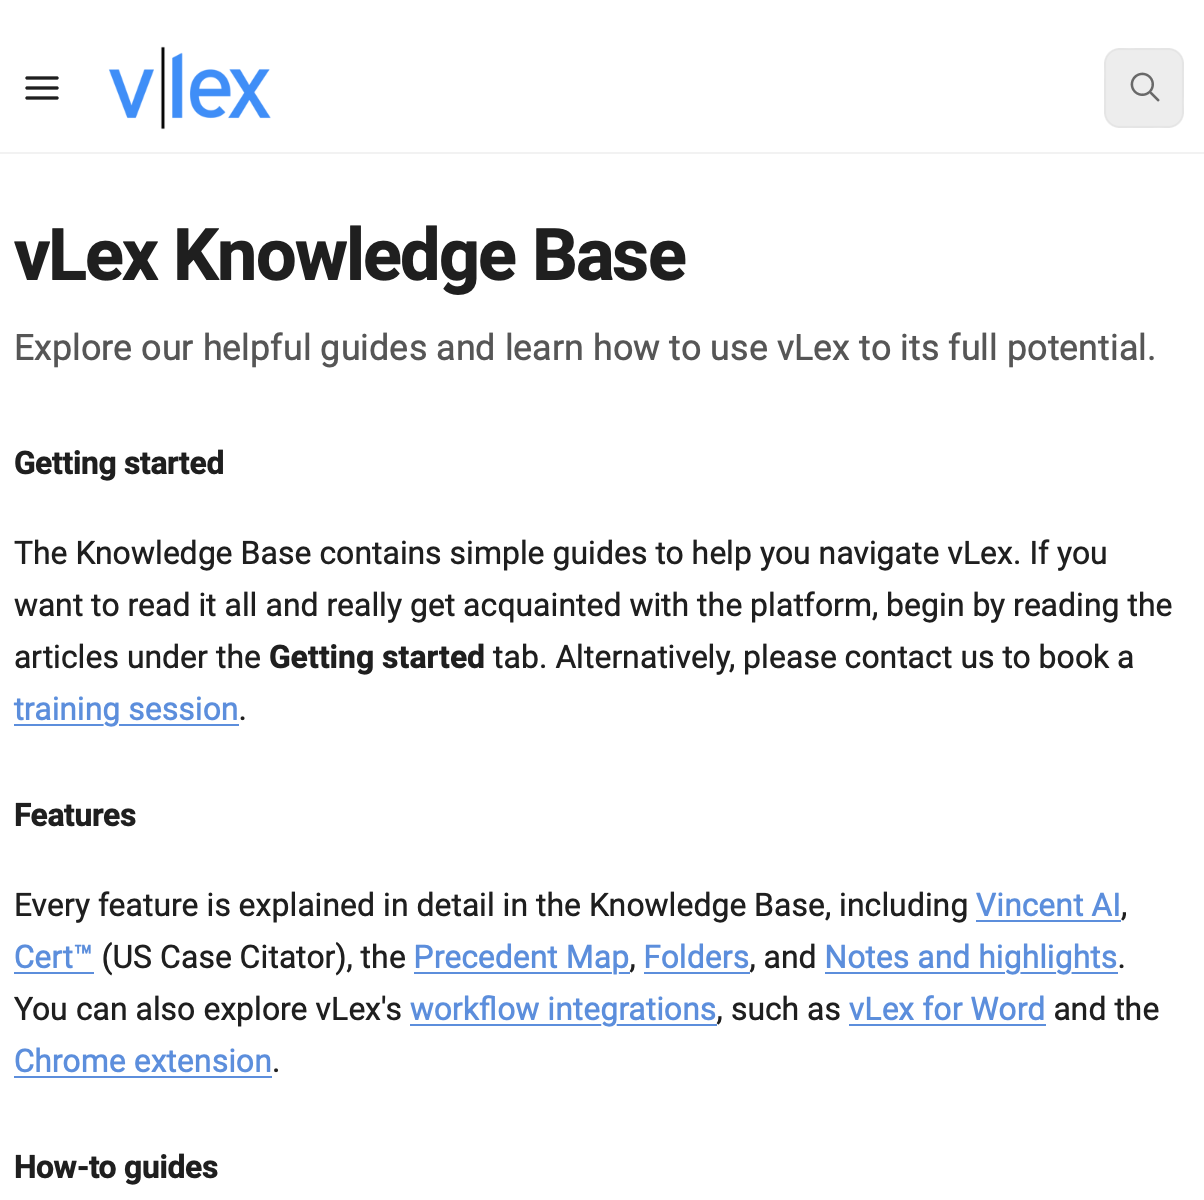 v|lex
vLex Knowledge Base
Explore our helpful guides and learn how to use vLex to its full potential.
Getting started
The Knowledge Base contains simple guides to help you navigate vLex. If you
want to read it all and really get acquainted with the platform, begin by reading the
articles under the Getting started tab. Alternatively, please contact us to book a
training session.
Features
Every feature is explained in detail in the Knowledge Base, including Vincent AI,
Cert™ (US Case Citator), the Precedent Map, Folders, and Notes and highlights.
You can also explore vLex's workflow integrations, such as vLex for Word and the
Chrome extension.
How-to guides